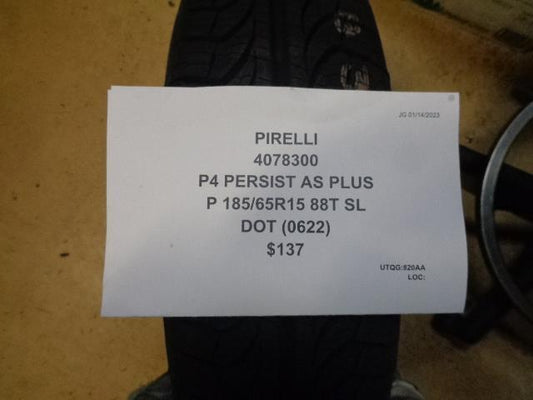 JG 01/14/2023
PIRELLI
4078300
P4 PERSIST AS PLUS
P 185/65R15 88T SL
DOT (0622)
$137
UTQG:820AA
LOC: